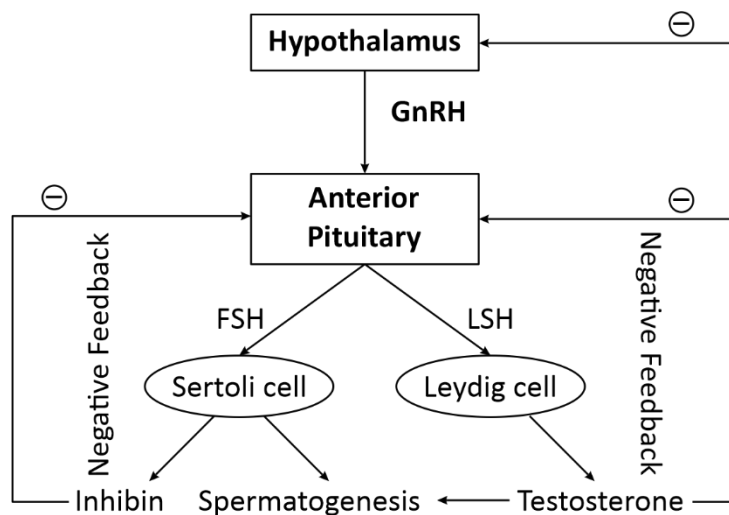 Hypothalamus
GnRH
Anterior
Pituitary
Negative Feedback
Negative Feedback
FSH
LSH
Sertoli cell
Leydig cell
Inhibin
Spermatogenesis
Testosterone